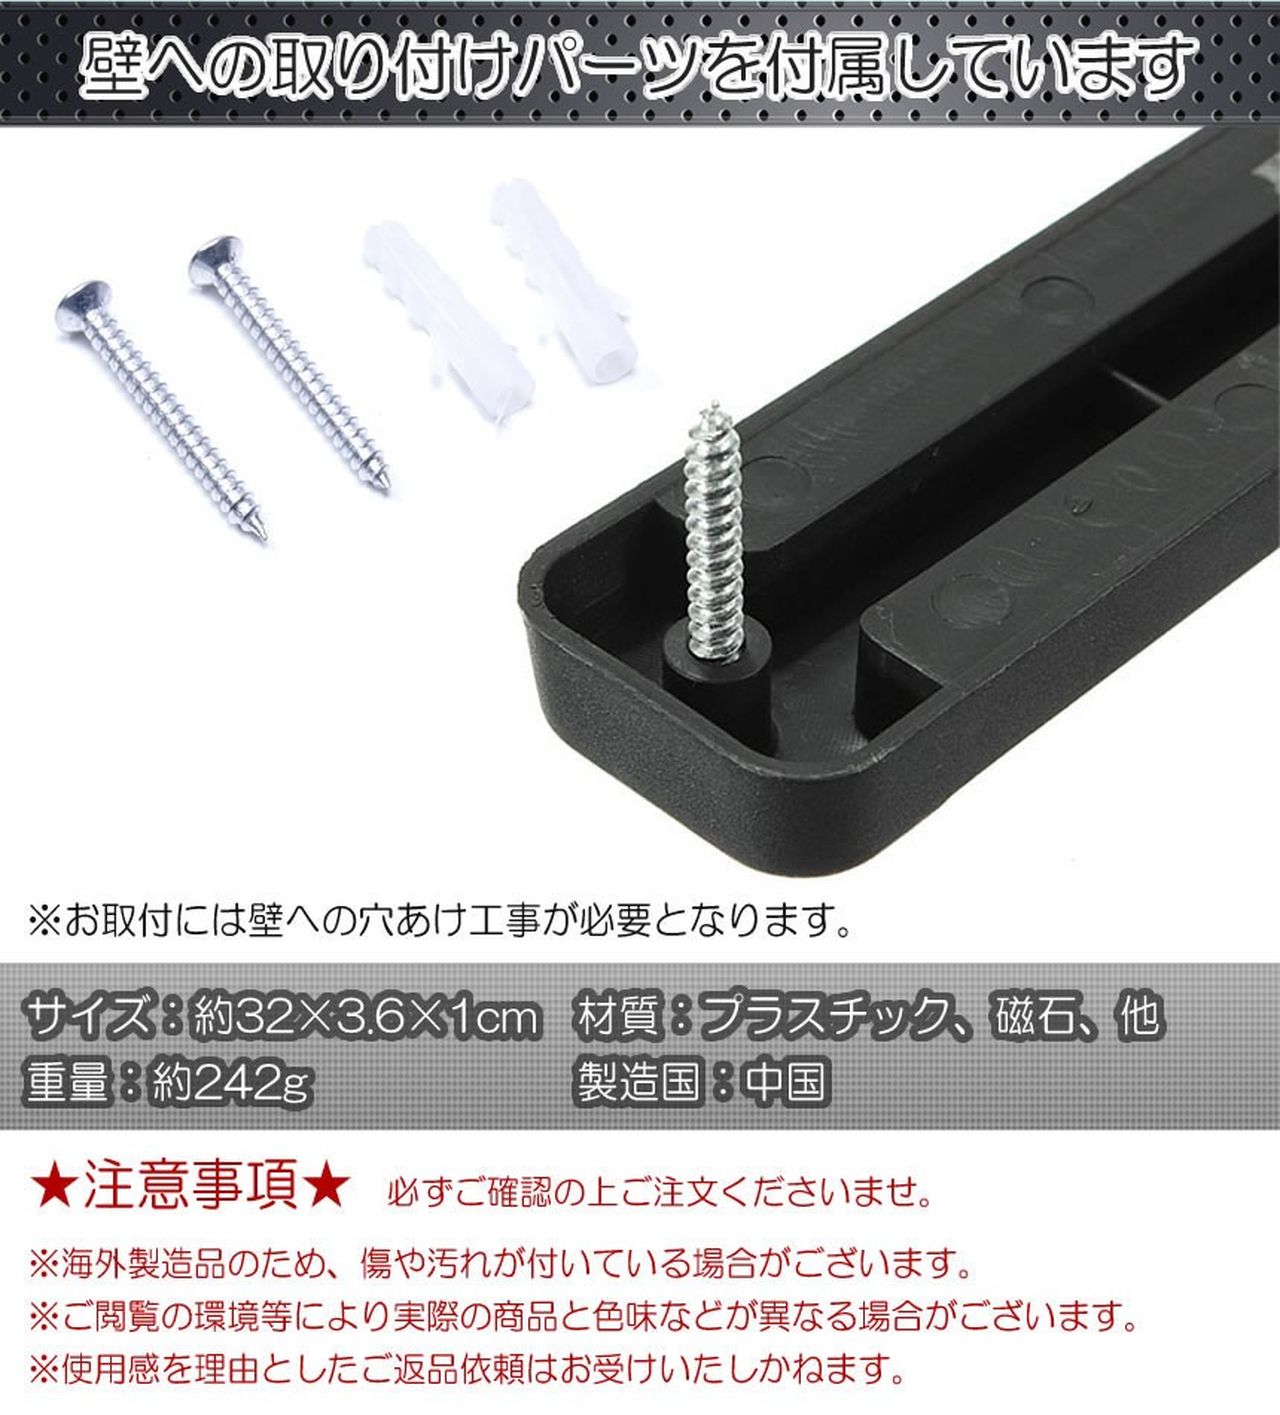 壁への取り付けパーツを付属しています
※お取付には壁への穴あけ工事が必要となります。
サイズ：約32×3.6×1cm　材質：プラスチック、磁石、他
重量：約242g　製造国：中国
★注意事項★　必ずご確認の上ご注文くださいませ。
※海外製造品のため、傷や汚れが付いている場合がございます。
※ご閲覧の環境等により実際の商品と色味などが異なる場合がございます。
※使用感を理由としたご返品依頼はお受けいたしかねます。